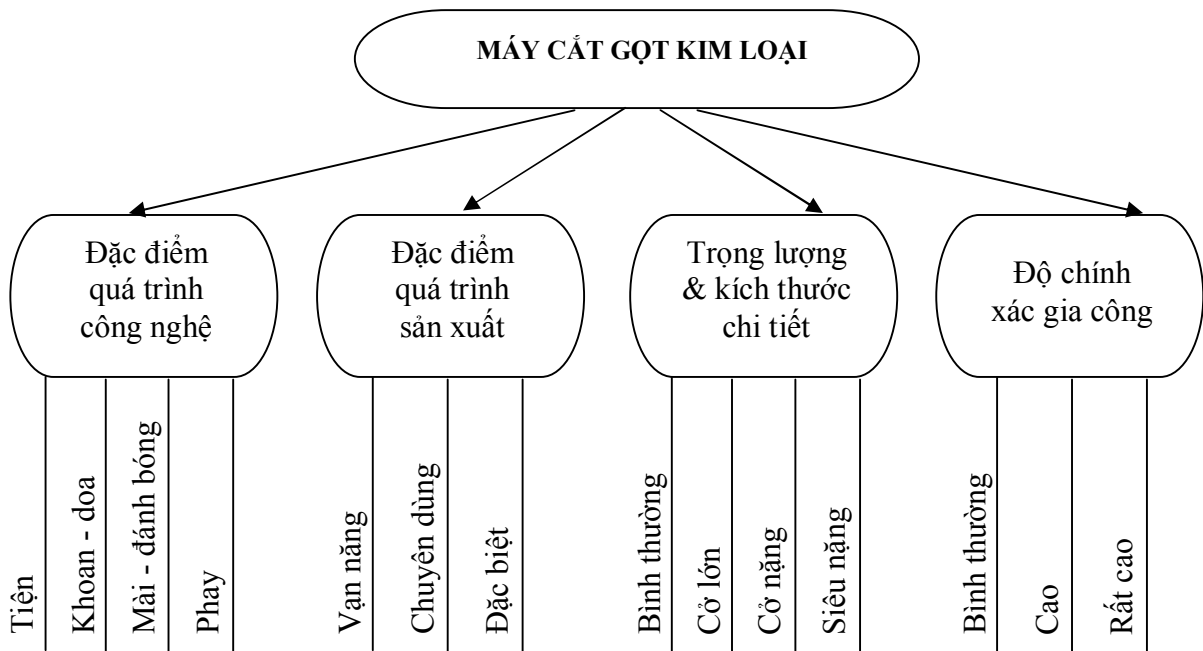 MÁY CẮT GỌT KIM LOẠI
Đặc điểm
quá trình
công nghệ
Đặc điểm
quá trình
sản xuất
Trọng lượng
& kích thước
chi tiết
Độ chính
xác gia công
Tiện
Khoan - doa
Mài - đánh bóng
Phay
Vạn năng
Chuyên dùng
Đặc biệt
Bình thường
Cở lớn
Cở nặng
Siêu nặng
Bình thường
Cao
Rất cao